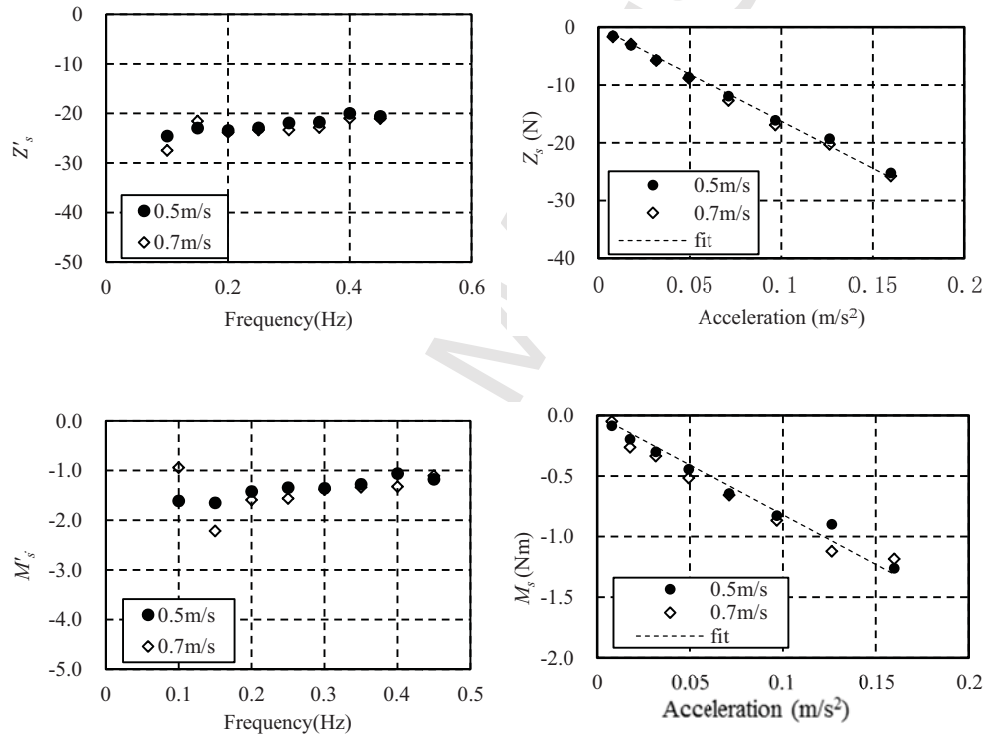 0
-10
-20
-30
-40
-50
Z's
0.5m/s
0.7m/s
0 0.2 0.4 0.6
Frequency(Hz)
0
-10
-20
-30
-40
Zs (N)
0.5m/s
0.7m/s
fit
0 0.05 0.1 0.15 0.2
Acceleration (m/s²)
0.0
-1.0
-2.0
-3.0
-4.0
-5.0
M's
0.5m/s
0.7m/s
0 0.1 0.2 0.3 0.4 0.5
Frequency(Hz)
0.0
-0.5
-1.0
-1.5
-2.0
Ms (Nm)
0.5m/s
0.7m/s
fit
0 0.05 0.1 0.15 0.2
Acceleration (m/s²)